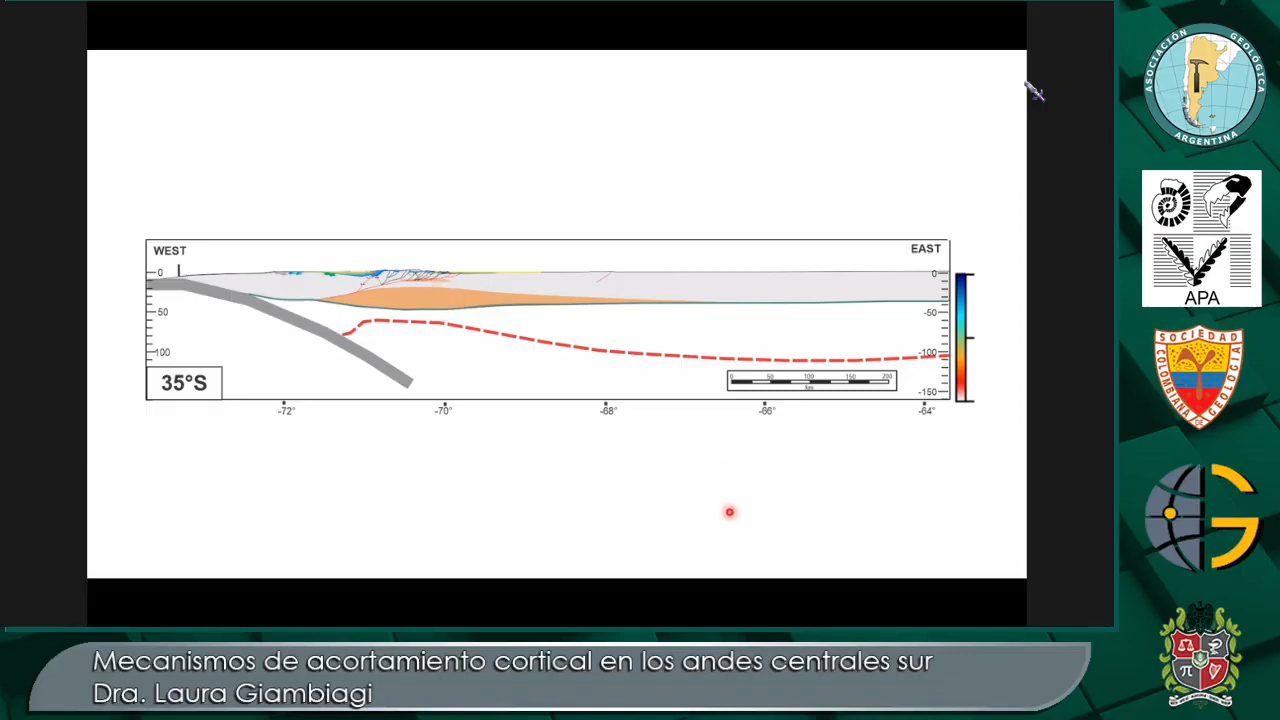 WEST
EAST
0
50
100
0
-50
-100
-150
35°S
0 50 100 150 200
km
-72° -70° -68° -66° -64°
ASOCIACIÓN GEOLÓGICA
ARGENTINA
APA
SOCIEDAD
COLOMBIANA
DE
GEOLOGIA
G
π
Mecanismos de acortamiento cortical en los andes centrales sur
Dra. Laura Giambiagi